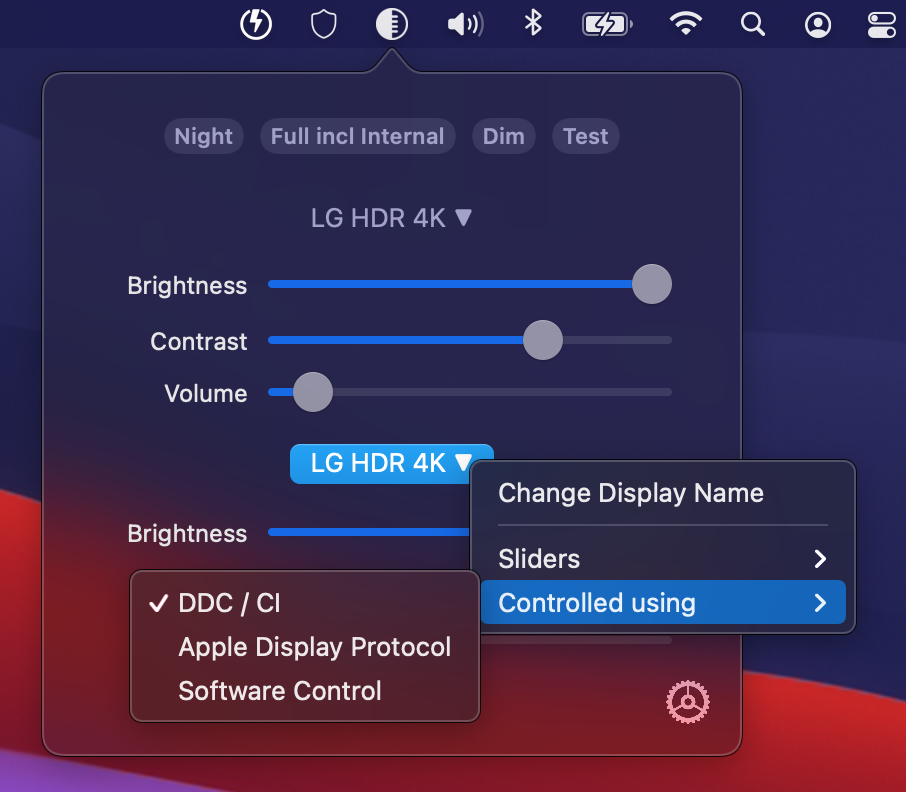 Night Full incl Internal Dim Test
LG HDR 4K ▼
Brightness
Contrast
Volume
LG HDR 4K ▼
Change Display Name
Brightness
Sliders
Controlled using
✓ DDC / CI
Apple Display Protocol
Software Control